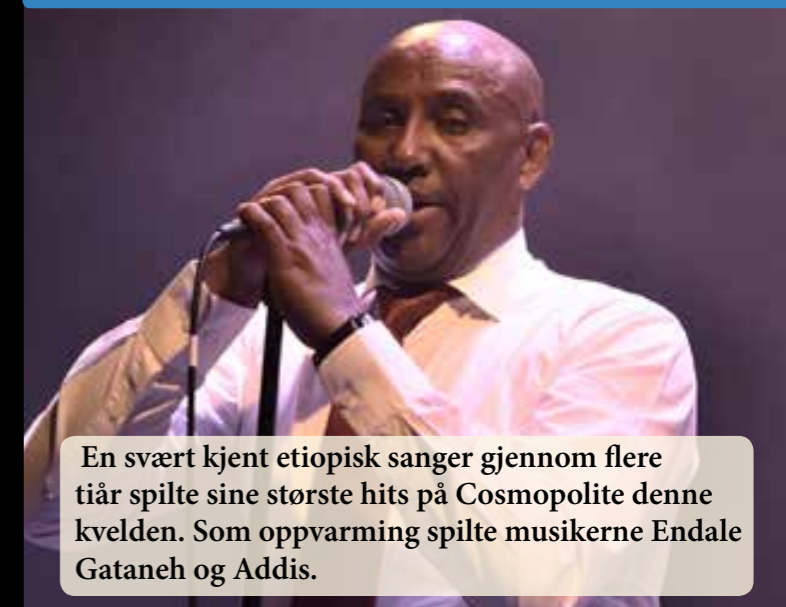 En svært kjent etiopisk sanger gjennom flere
tiår spilte sine største hits på Cosmopolite denne
kvelden. Som oppvarming spilte musikerne Endale
Gataneh og Addis.